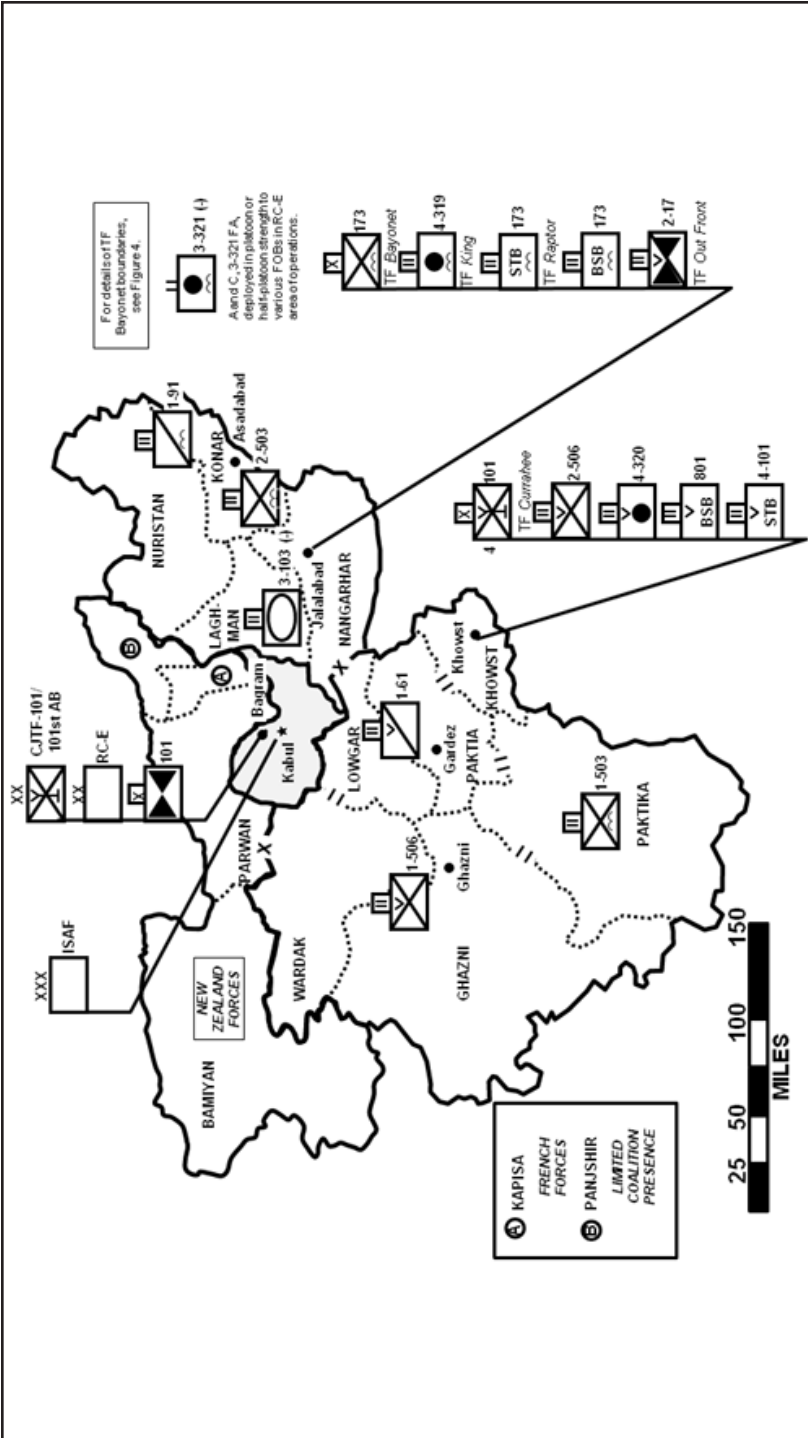 XXX
ISAF
XX
CJTF-101/
101st AB
XX
RC-E
X
101
For details of TF
Bayonet boundaries,
see Figure 4.
3-321 (-)
A and C, 3-321 FA,
deployed in platoon or
half-platoon strength to
various FOBs in RC-E
area of operations.
BAMIYAN
NEW
ZEALAND
FORCES
PARWAN
X
Bagram
Kabul
A
B
NURISTAN
1-91
KONAR
Asadabad
2-503
LAGH-
MAN
3-103 (-)
Jalalabad
NANGARHAR
X
WARDAK
LOWGAR
1-61
1-506
Gardez
PAKTIA
Khowst
KHOWST
Ghazni
GHAZNI
1-503
PAKTIKA
X
173
TF Bayonet
4-319
TF King
STB
173
TF Raptor
BSB
173
2-17
TF Out Front
X
4
101
TF Currahee
2-506
4-320
BSB
801
STB
4-101
A KAPISA
FRENCH
FORCES
B PANJSHIR
LIMITED
COALITION
PRESENCE
25 50 100 150
MILES